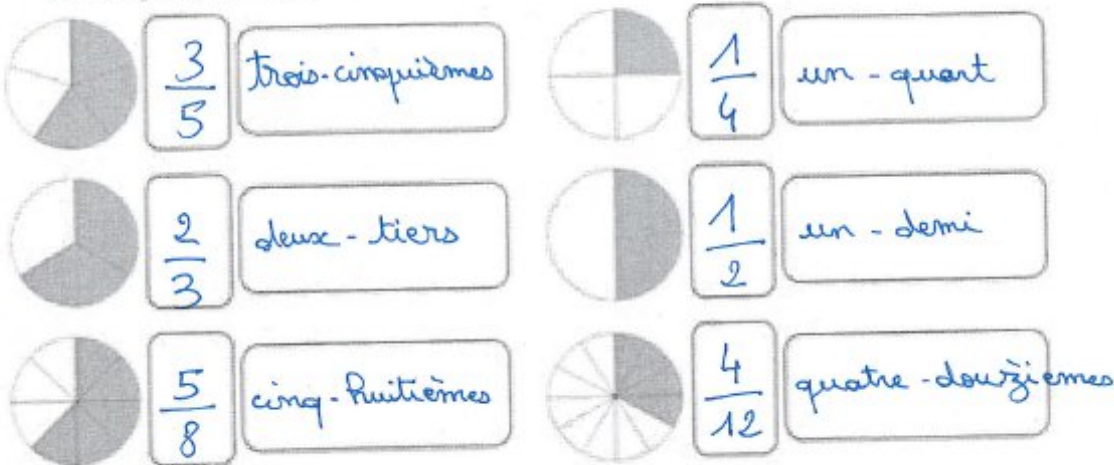 3/5 trois-cinquièmes
1/4 un-quart
2/3 deux-tiers
1/2 un-demi
5/8 cinq-huitièmes
4/12 quatre-douzièmes